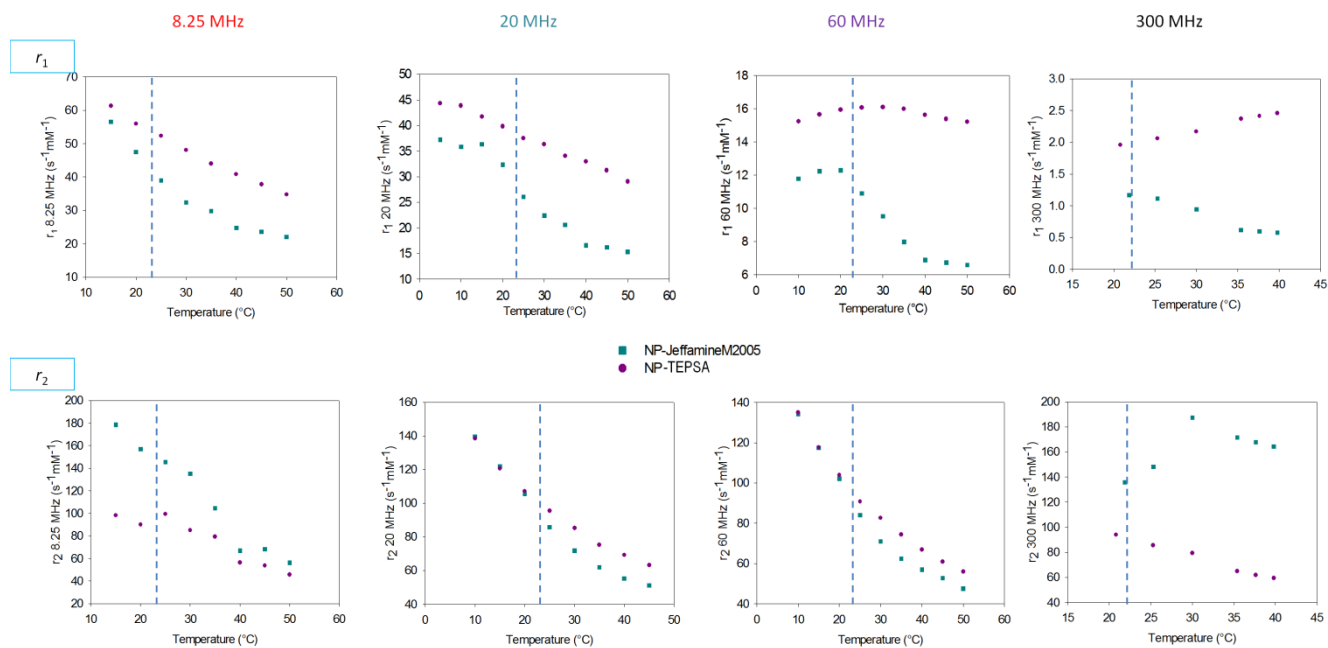 8.25 MHz
20 MHz
60 MHz
300 MHz
r1
r1 8.25 MHz (s-1mM-1)
70
60
50
40
30
20
10
10 20 30 40 50 60
Temperature (°C)
r1 20 MHz (s-1mM-1)
50
45
40
35
30
25
20
15
10
0 10 20 30 40 50 60
Temperature (°C)
r1 60 MHz (s-1mM-1)
18
16
14
12
10
8
6
0 10 20 30 40 50 60
Temperature (°C)
r1 300 MHz (s-1mM-1)
3.0
2.5
2.0
1.5
1.0
0.5
0.0
15 20 25 30 35 40 45
Temperature (°C)
NP-JeffamineM2005
NP-TEPSA
r2
r2 8.25 MHz (s-1mM-1)
200
180
160
140
120
100
80
60
40
20
10 20 30 40 50 60
Temperature (°C)
r2 20 MHz (s-1mM-1)
160
140
120
100
80
60
40
5 10 15 20 25 30 35 40 45 50
Temperature (°C)
r2 60 MHz (s-1mM-1)
140
120
100
80
60
40
0 10 20 30 40 50 60
Temperature (°C)
r2 300 MHz (s-1mM-1)
200
180
160
140
120
100
80
60
40
15 20 25 30 35 40 45
Temperature (°C)